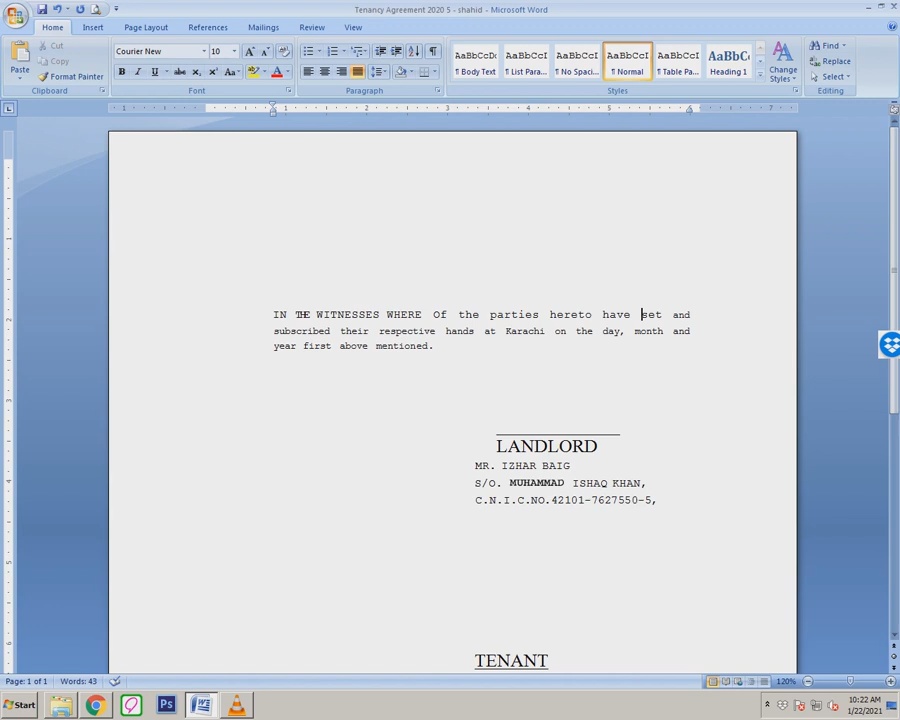 Tenancy Agreement 2020 5 - shahid - Microsoft Word
Home Insert Page Layout References Mailings Review View
Paste
Cut
Copy
Format Painter
Clipboard
Courier New 10
B I U abc X₂ X² Aa A
Font
Paragraph
AaBbCcDc AaBbCcI AaBbCcI AaBbCcI AaBbCcI AaBbC
¶ Body Text ¶ List Para... ¶ No Spaci... ¶ Normal ¶ Table Pa... Heading 1
Change Styles
Styles
Find
Replace
Select
Editing
IN THE WITNESSES WHERE Of the parties hereto have set and
subscribed their respective hands at Karachi on the day, month and
year first above mentioned.
LANDLORD
MR. IZHAR BAIG
S/O. MUHAMMAD ISHAQ KHAN,
C.N.I.C.NO.42101-7627550-5,
TENANT
Page: 1 of 1 Words: 43 120%
Start Ps 10:22 AM
1/22/2021